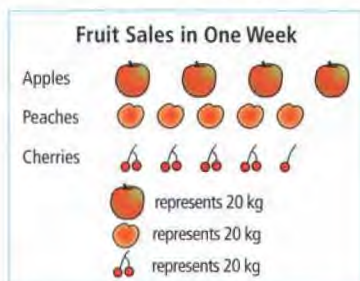 Fruit Sales in One Week
Apples
Peaches
Cherries
represents 20 kg
represents 20 kg
represents 20 kg